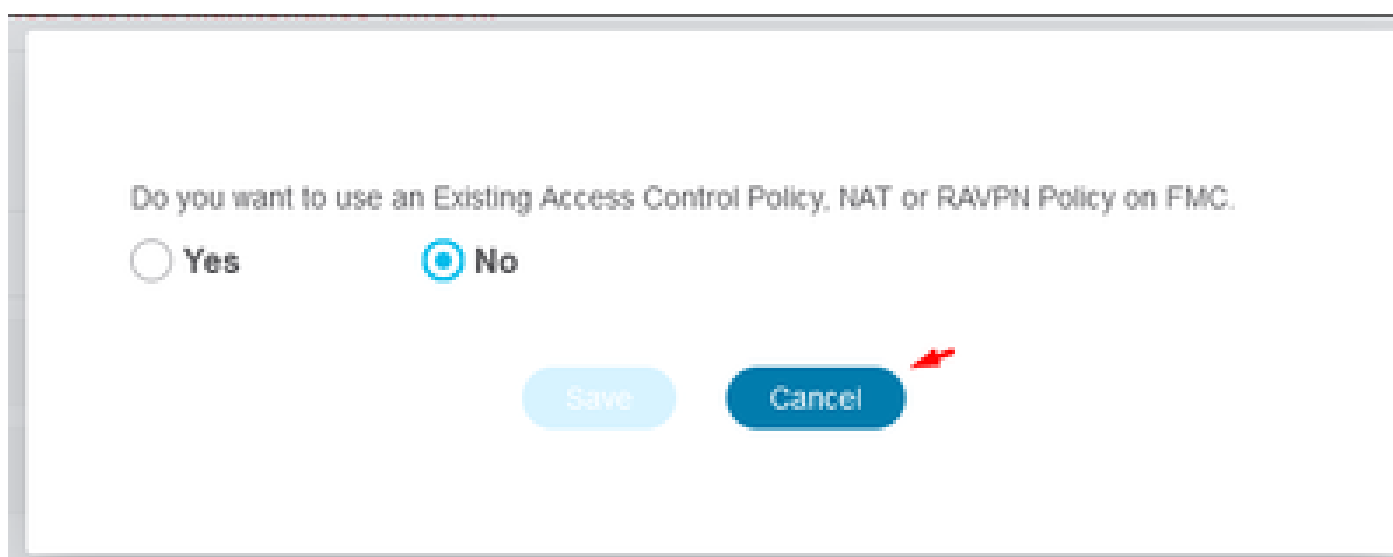 Do you want to use an Existing Access Control Policy, NAT or RAVPN Policy on FMC.
Yes
No
Save
Cancel